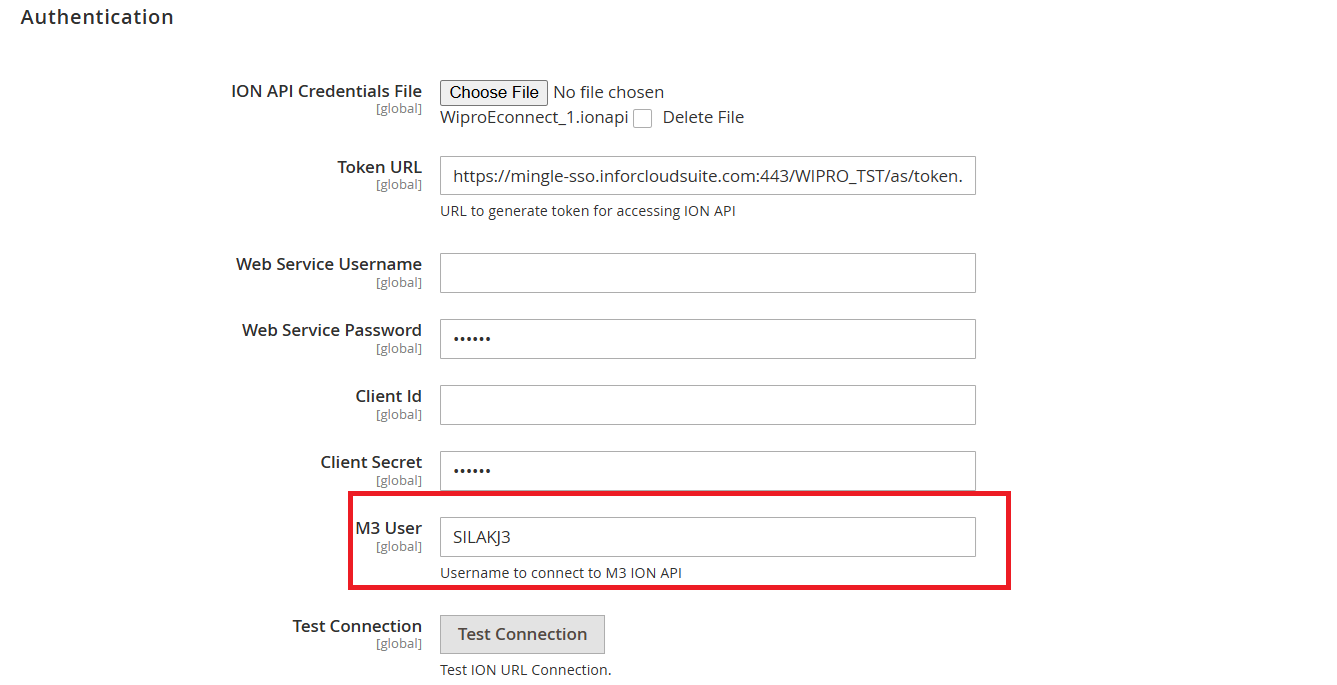 Authentication
ION API Credentials File
[global]
Choose File No file chosen
WiproEconnect_1.ionapi Delete File
Token URL
[global]
https://mingle-sso.inforcloudsuite.com:443/WIPRO_TST/as/token.
URL to generate token for accessing ION API
Web Service Username
[global]
Web Service Password
[global]
••••••
Client Id
[global]
Client Secret
[global]
••••••
M3 User
[global]
SILAKJ3
Username to connect to M3 ION API
Test Connection
[global]
Test Connection
Test ION URL Connection.